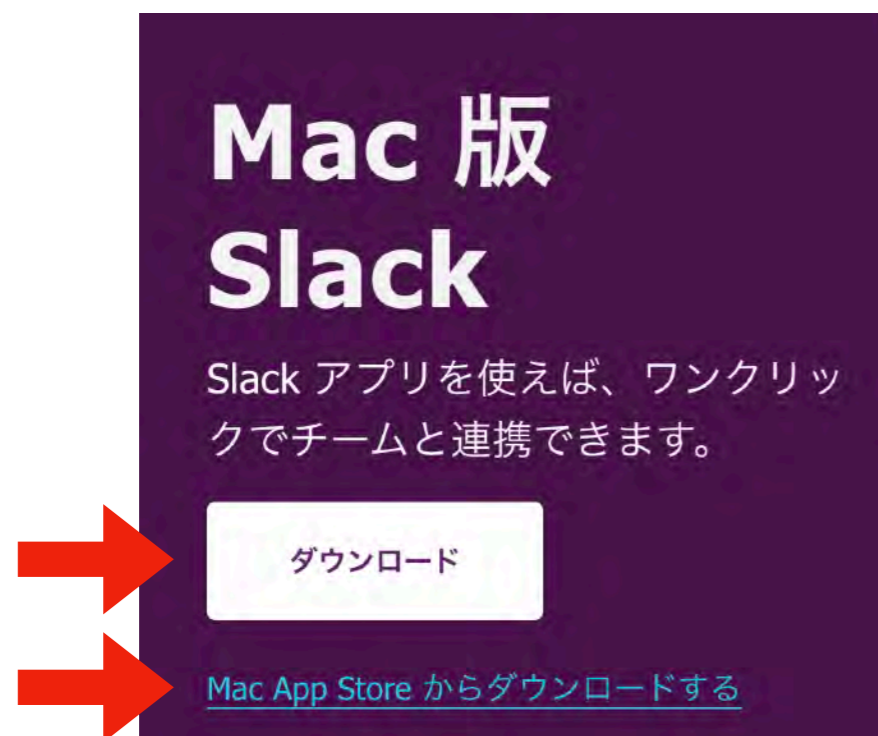 Mac 版
Slack
Slack アプリを使えば、ワンクリッ
クでチームと連携できます。
ダウンロード
Mac App Store からダウンロードする